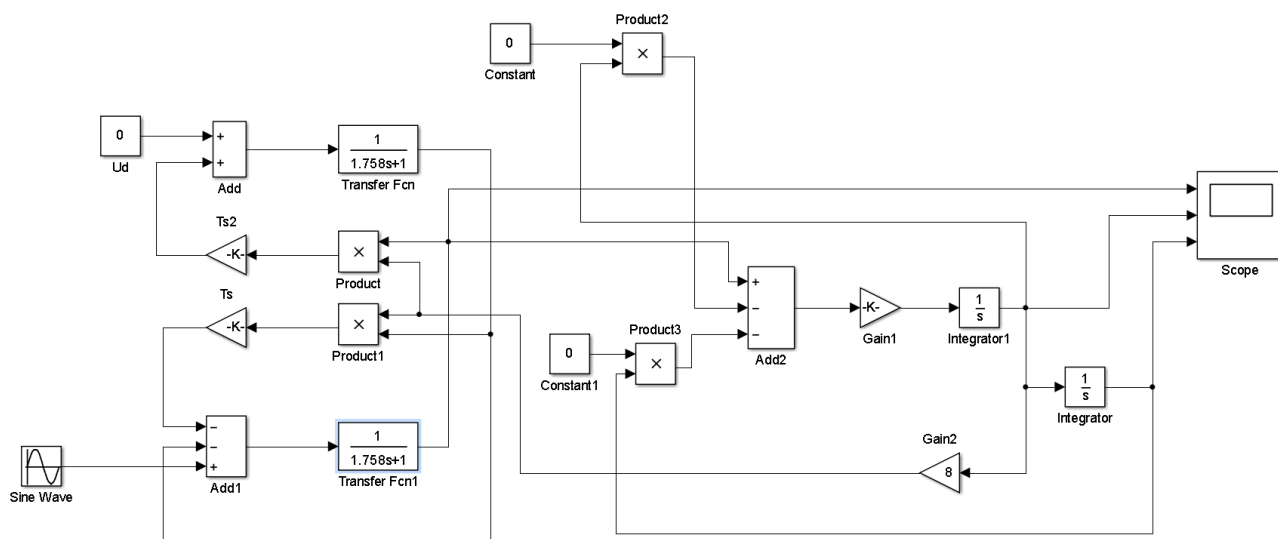 Product2
0
×
Constant
0
Ud
+
+
Add
1
1.758s+1
Transfer Fcn
Ts2
-K-
×
Product
Ts
-K-
×
Product1
Scope
+
−
−
Add2
-K-
Gain1
1
s
Integrator1
Product3
0
×
Constant1
1
s
Integrator
−
−
+
Add1
1
1.758s+1
Transfer Fcn1
Sine Wave
Gain2
8